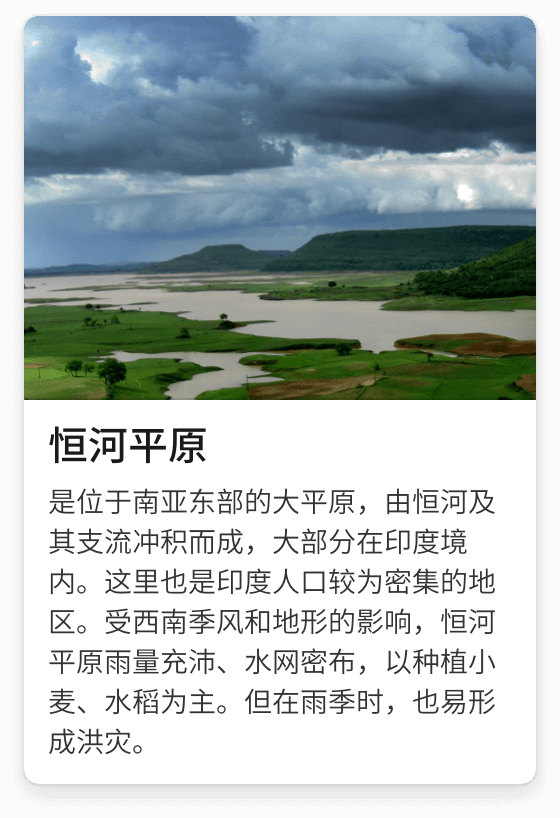 恒河平原
是位于南亚东部的大平原，由恒河及
其支流冲积而成，大部分在印度境
内。这里也是印度人口较为密集的地
区。受西南季风和地形的影响，恒河
平原雨量充沛、水网密布，以种植小
麦、水稻为主。但在雨季时，也易形
成洪灾。